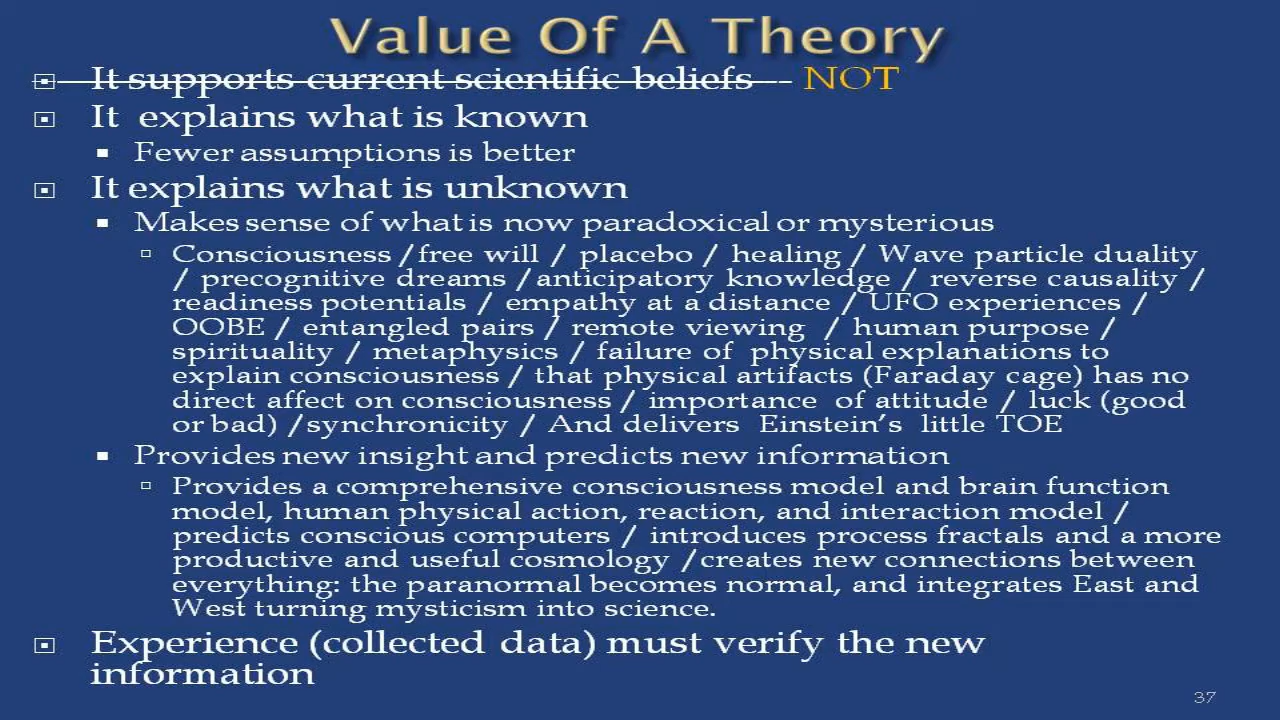 Value Of A Theory
It supports current scientific beliefs -- NOT
It explains what is known
Fewer assumptions is better
It explains what is unknown
Makes sense of what is now paradoxical or mysterious
Consciousness /free will / placebo / healing / Wave particle duality
/ precognitive dreams /anticipatory knowledge / reverse causality /
readiness potentials / empathy at a distance / UFO experiences /
OOBE / entangled pairs / remote viewing / human purpose /
spirituality / metaphysics / failure of physical explanations to
explain consciousness / that physical artifacts (Faraday cage) has no
direct affect on consciousness / importance of attitude / luck (good
or bad) /synchronicity / And delivers Einstein's little TOE
Provides new insight and predicts new information
Provides a comprehensive consciousness model and brain function
model, human physical action, reaction, and interaction model /
predicts conscious computers / introduces process fractals and a more
productive and useful cosmology /creates new connections between
everything: the paranormal becomes normal, and integrates East and
West turning mysticism into science.
Experience (collected data) must verify the new
information
37